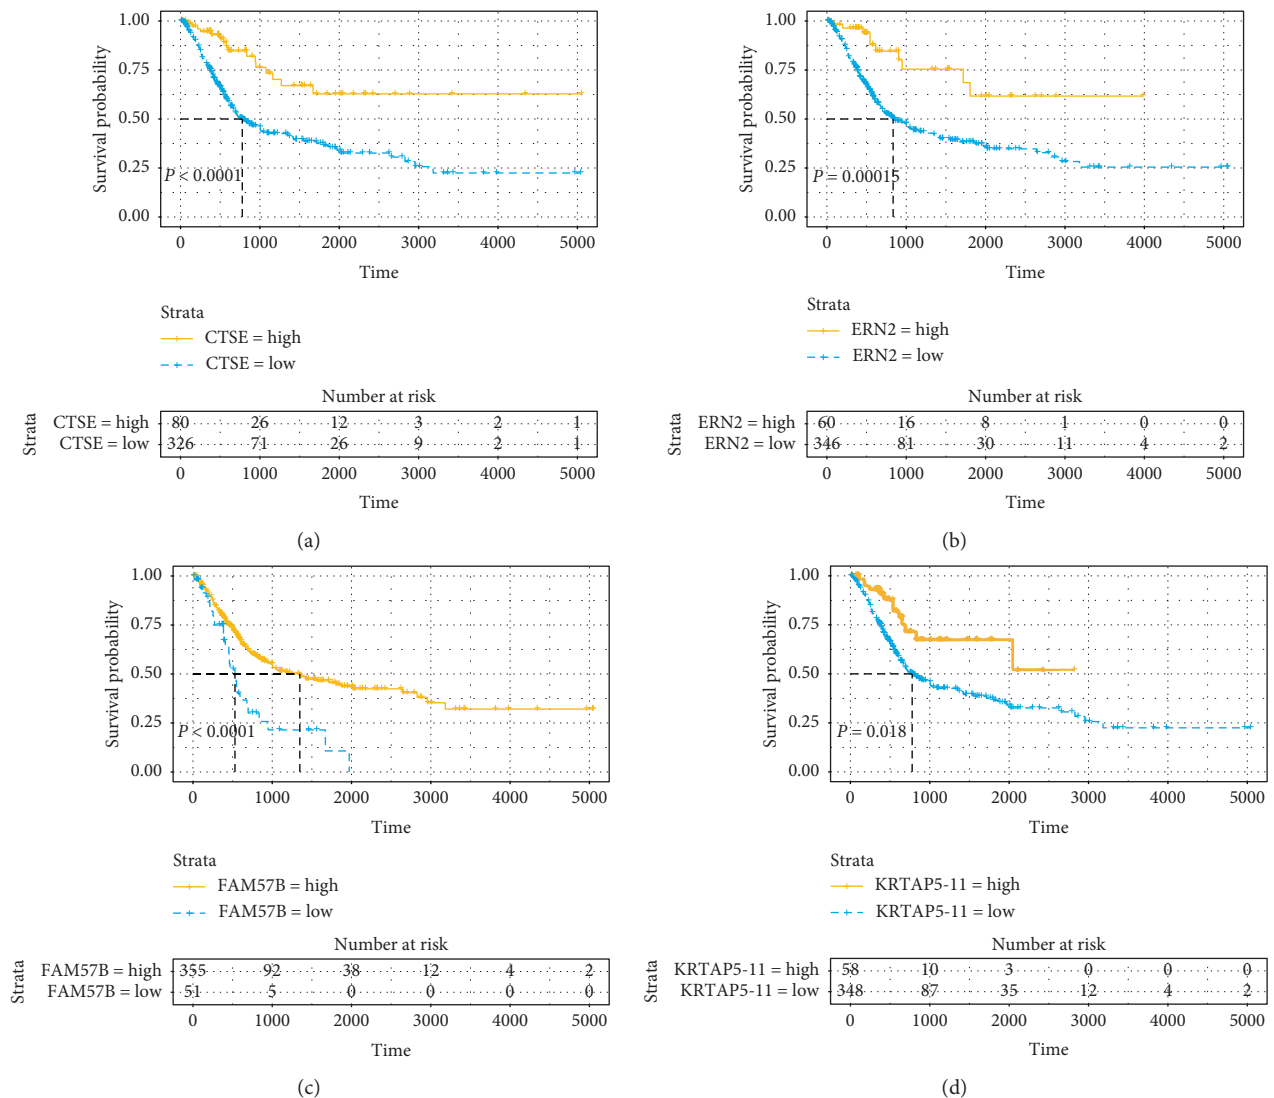 1.00
0.75
0.50
0.25
0.00
Survival probability
P < 0.0001
0 1000 2000 3000 4000 5000
Time
Strata
CTSE = high
CTSE = low
Number at risk
Strata
CTSE = high 80 26 12 3 2 1
CTSE = low 326 71 26 9 2 1
0 1000 2000 3000 4000 5000
Time
(a)
1.00
0.75
0.50
0.25
0.00
Survival probability
P = 0.00015
0 1000 2000 3000 4000 5000
Time
Strata
ERN2 = high
ERN2 = low
Number at risk
Strata
ERN2 = high 60 16 8 1 0 0
ERN2 = low 346 81 30 11 4 2
0 1000 2000 3000 4000 5000
Time
(b)
1.00
0.75
0.50
0.25
0.00
Survival probability
P < 0.0001
0 1000 2000 3000 4000 5000
Time
Strata
FAM57B = high
FAM57B = low
Number at risk
Strata
FAM57B = high 355 92 38 12 4 2
FAM57B = low 51 5 0 0 0 0
0 1000 2000 3000 4000 5000
Time
(c)
1.00
0.75
0.50
0.25
0.00
Survival probability
P = 0.018
0 1000 2000 3000 4000 5000
Time
Strata
KRTAP5-11 = high
KRTAP5-11 = low
Number at risk
Strata
KRTAP5-11 = high 58 10 3 0 0 0
KRTAP5-11 = low 348 87 35 12 4 2
0 1000 2000 3000 4000 5000
Time
(d)